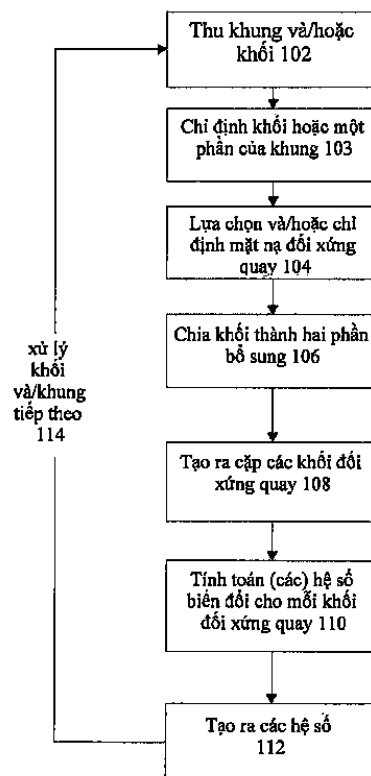 Thu khung và/hoặc
khối 102
Chỉ định khối hoặc một
phần của khung 103
Lựa chọn và/hoặc chỉ
định mặt nạ đối xứng
quay 104
Chia khối thành hai phần
bổ sung 106
xử lý
khối
và/khung
tiếp theo
114
Tạo ra cặp các khối đối
xứng quay 108
Tính toán (các) hệ số
biến đổi cho mỗi khối
đối xứng quay 110
Tạo ra các hệ số
112